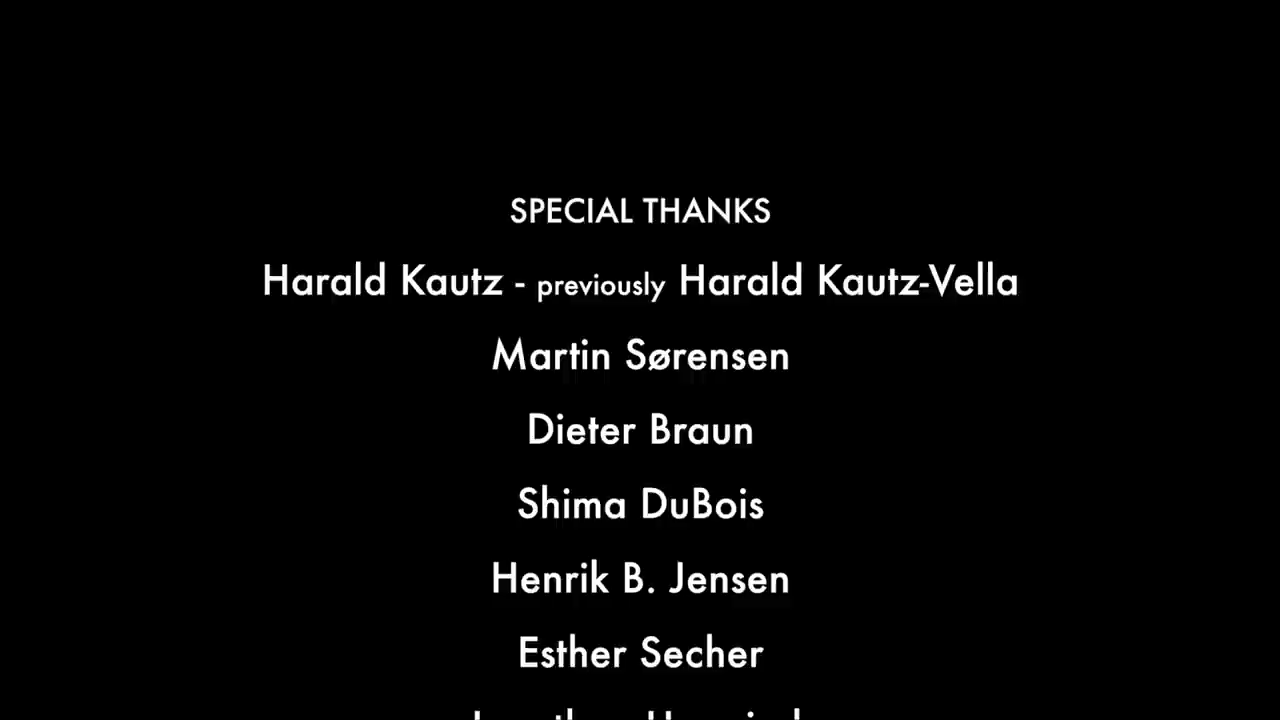 SPECIAL THANKS
Harald Kautz - previously Harald Kautz-Vella
Martin Sørensen
Dieter Braun
Shima DuBois
Henrik B. Jensen
Esther Secher